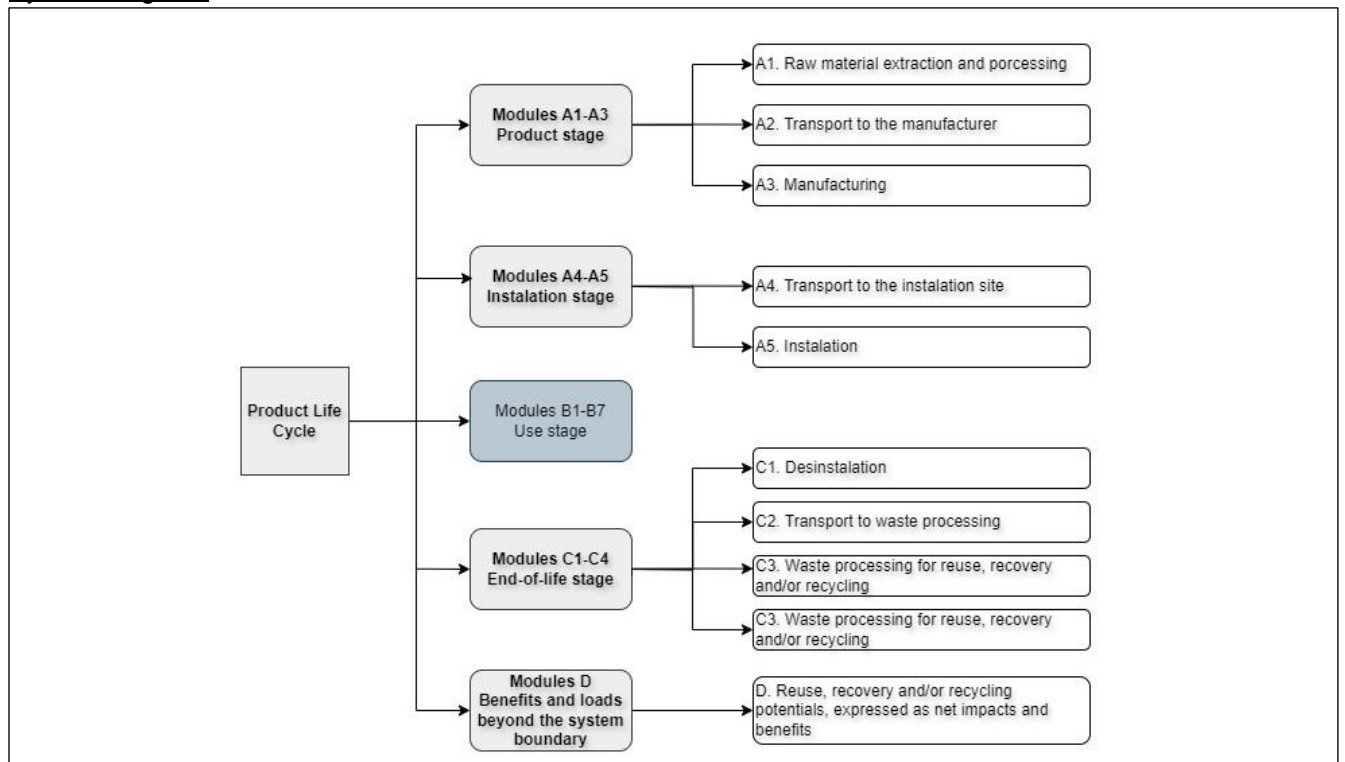 A1. Raw material extraction and porcessing
Modules A1-A3
Product stage
A2. Transport to the manufacturer
A3. Manufacturing
Modules A4-A5
Instalation stage
A4. Transport to the instalation site
A5. Instalation
Product Life
Cycle
Modules B1-B7
Use stage
C1. Desinstalation
C2. Transport to waste processing
Modules C1-C4
End-of-life stage
C3. Waste processing for reuse, recovery
and/or recycling
C3. Waste processing for reuse, recovery
and/or recycling
Modules D
Benefits and loads
beyond the system
boundary
D. Reuse, recovery and/or recycling
potentials, expressed as net impacts and
benefits